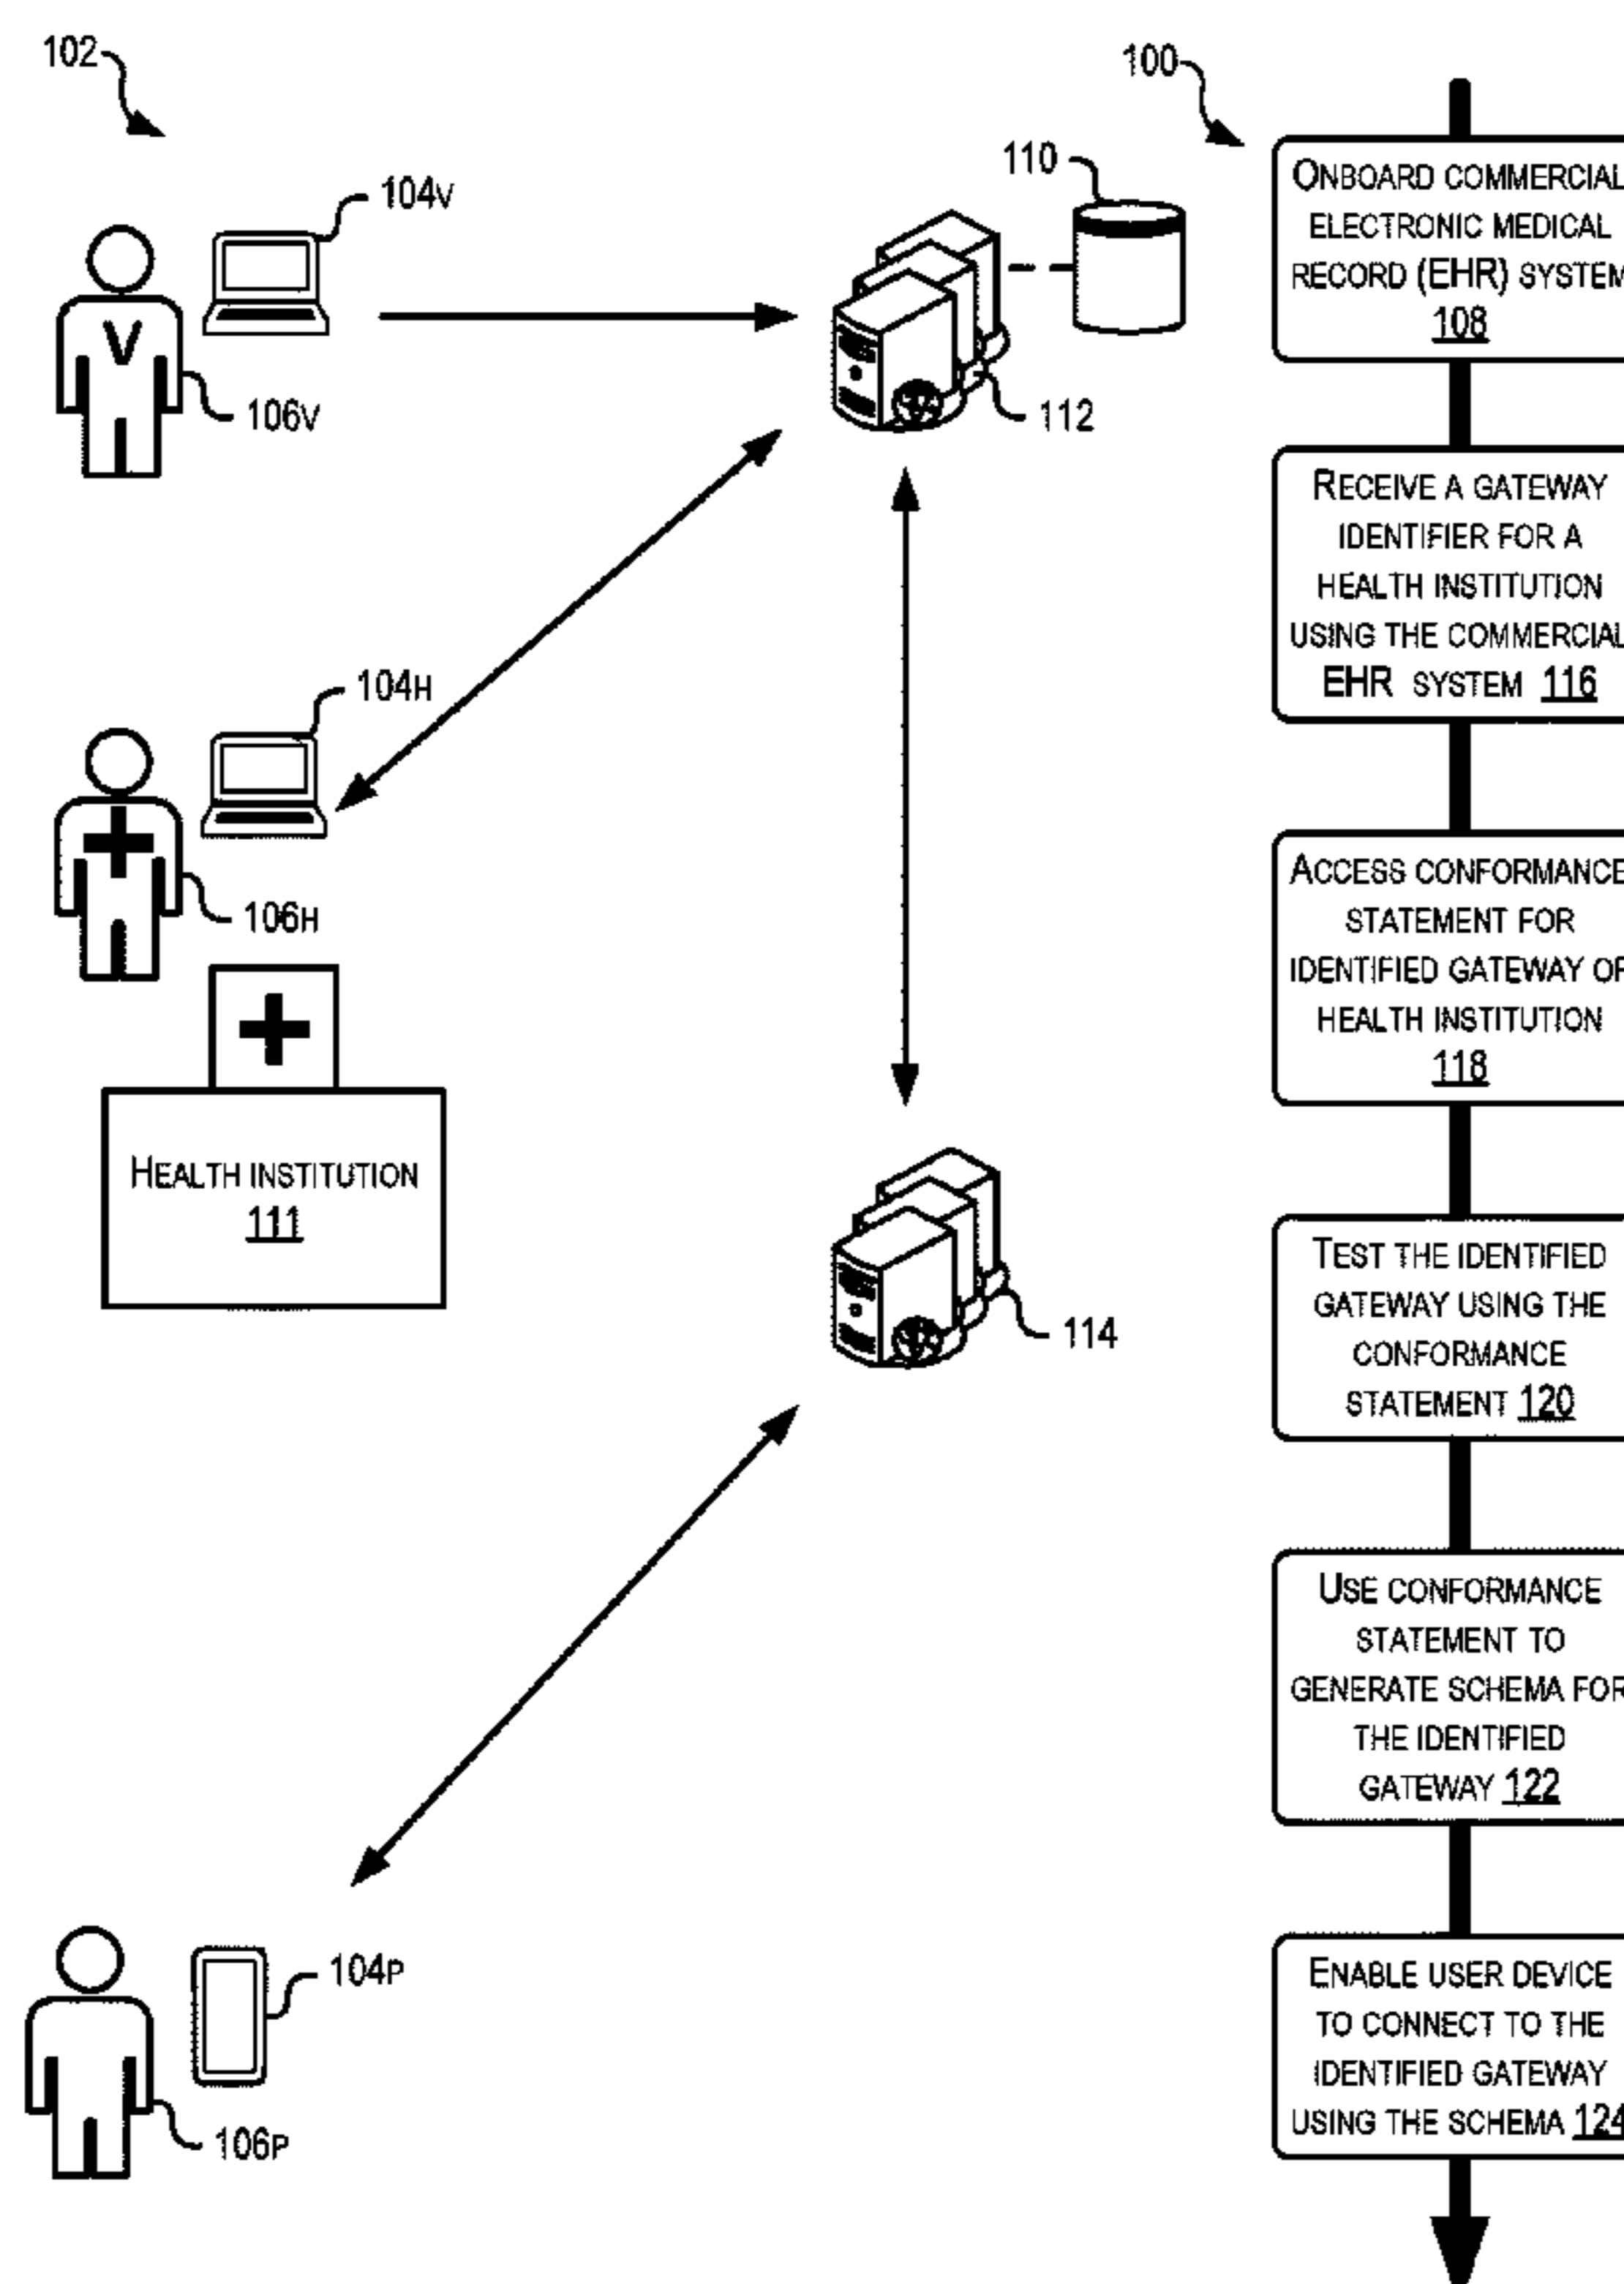 102
104V
V
106V
110
112
104H
106H
HEALTH INSTITUTION
111
114
104P
106P
100
ONBOARD COMMERCIAL
ELECTRONIC MEDICAL
RECORD (EHR) SYSTEM
108
RECEIVE A GATEWAY
IDENTIFIER FOR A
HEALTH INSTITUTION
USING THE COMMERCIAL
EHR SYSTEM 116
ACCESS CONFORMANCE
STATEMENT FOR
IDENTIFIED GATEWAY OF
HEALTH INSTITUTION
118
TEST THE IDENTIFIED
GATEWAY USING THE
CONFORMANCE
STATEMENT 120
USE CONFORMANCE
STATEMENT TO
GENERATE SCHEMA FOR
THE IDENTIFIED
GATEWAY 122
ENABLE USER DEVICE
TO CONNECT TO THE
IDENTIFIED GATEWAY
USING THE SCHEMA 124